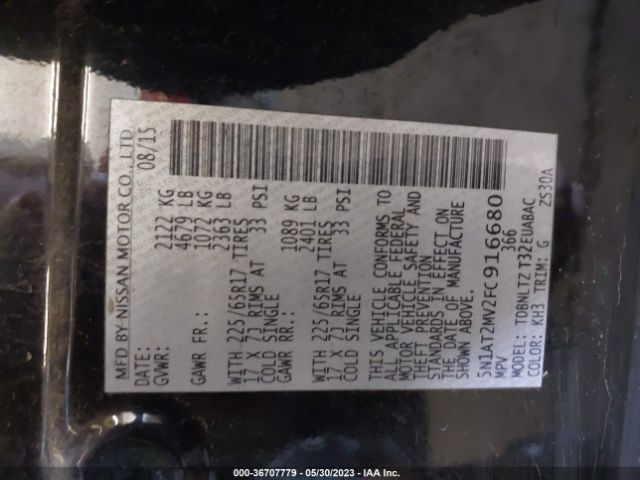 MFD BY NISSAN MOTOR CO., LTD
DATE: 08/15
GVWR: 2122 KG
4679 LB
GAWR FR.: 1072 KG
2363 LB
WITH 225/65R17 TIRES
17 X 7J RIMS AT 33 PSI
COLD SINGLE
GAWR RR.: 1089 KG
2401 LB
WITH 225/65R17 TIRES
17 X 7J RIMS AT 33 PSI
COLD SINGLE
THIS VEHICLE CONFORMS TO
ALL APPLICABLE FEDERAL
MOTOR VEHICLE SAFETY AND
THEFT PREVENTION
STANDARDS IN EFFECT ON
THE DATE OF MANUFACTURE
SHOWN ABOVE.
5N1AT2MV2FC916680
MPV 366
MODEL: TDBNLTZ T32EUABAC
COLOR: KH3 TRIM: G ZS30A
000-36707779 - 05/30/2023 - IAA Inc.